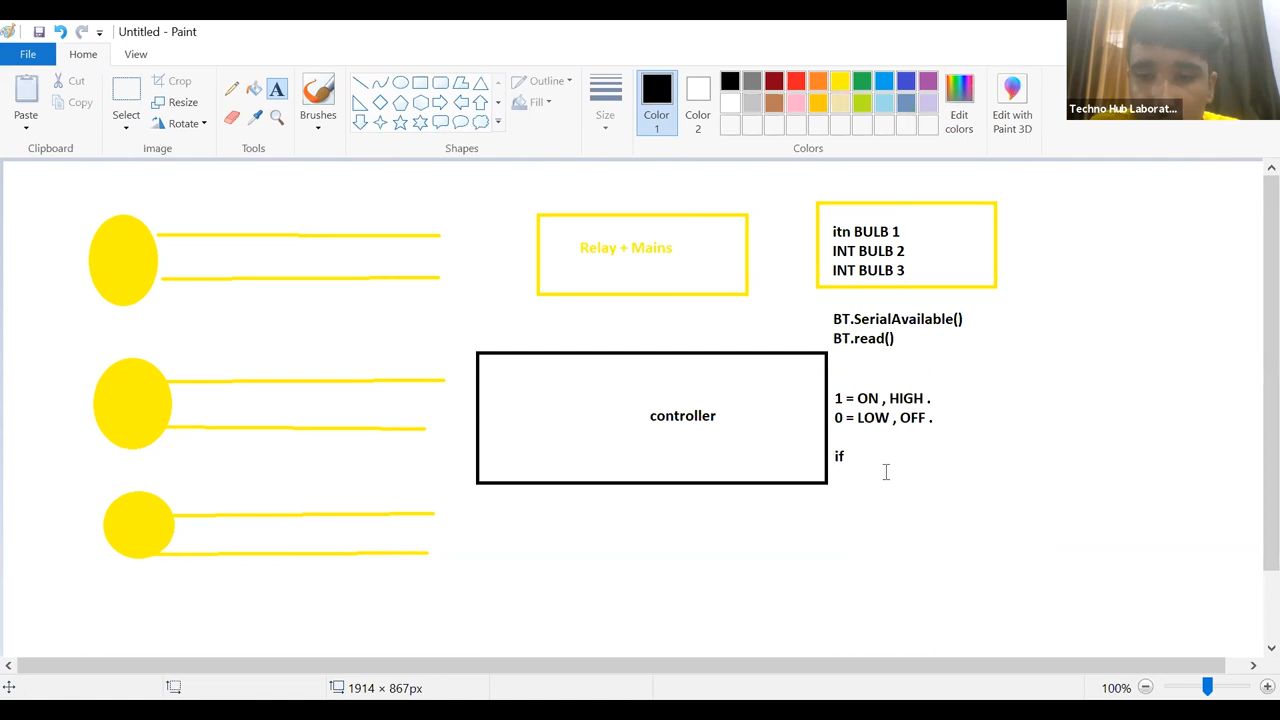 Untitled - Paint
File
Home
View
Paste
Cut
Copy
Clipboard
Select
Crop
Resize
Rotate
Image
Tools
Brushes
Shapes
Outline
Fill
Size
Color
1
Color
2
Edit
colors
Colors
Edit with
Paint 3D
Techno Hub Laborat...
Relay + Mains
itn BULB 1
INT BULB 2
INT BULB 3
BT.SerialAvailable()
BT.read()
controller
1 = ON , HIGH .
0 = LOW , OFF .
if
1914 × 867px
100%